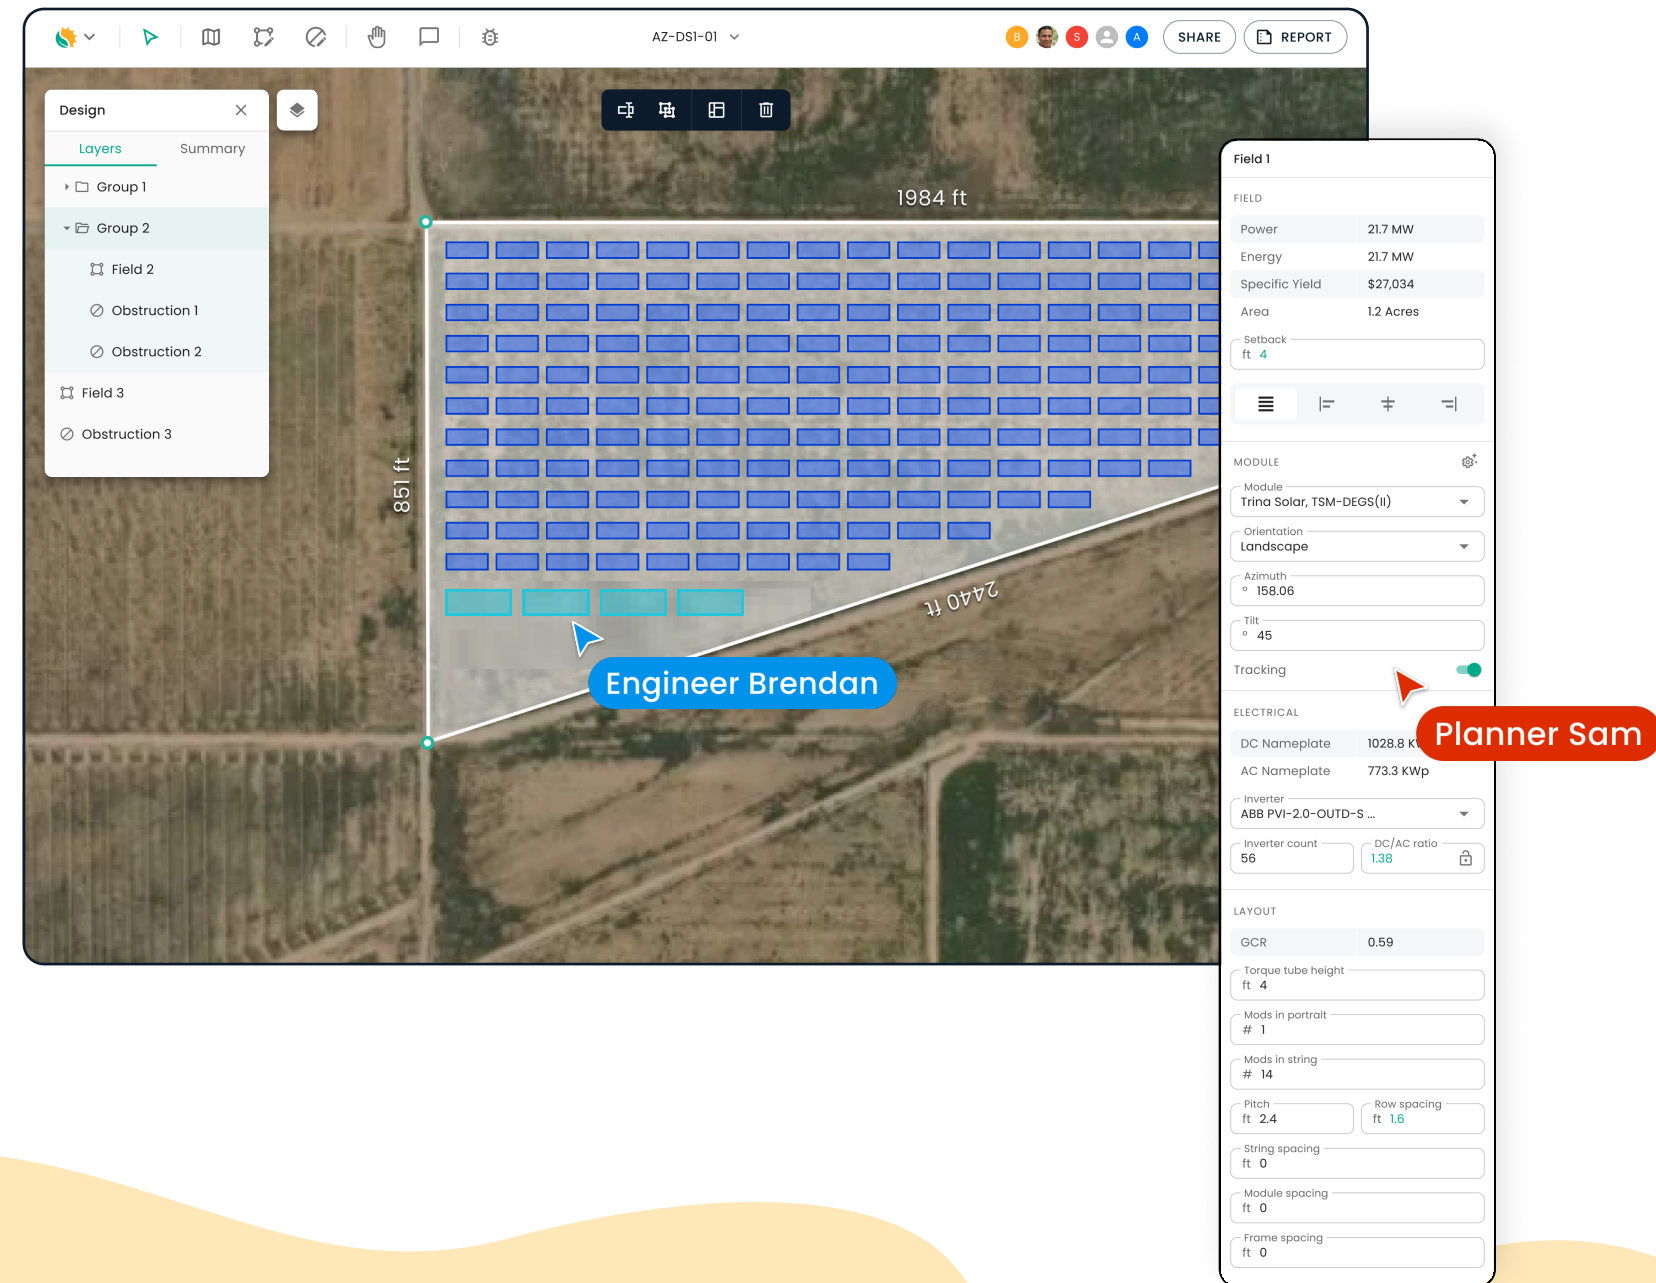 AZ-DS1-01
B
S
A
SHARE
REPORT
Design
Layers
Summary
Group 1
Group 2
Field 2
Obstruction 1
Obstruction 2
Field 3
Obstruction 3
1984 ft
851 ft
2440 ft
Engineer Brendan
Field 1
FIELD
Power 21.7 MW
Energy 21.7 MW
Specific Yield $27,034
Area 1.2 Acres
Setback
ft 4
MODULE
Module
Trina Solar, TSM-DEGS(II)
Orientation
Landscape
Azimuth
° 158.06
Tilt
° 45
Tracking
Planner Sam
ELECTRICAL
DC Nameplate 1028.8
AC Nameplate 773.3 KWp
Inverter
ABB PVI-2.0-OUTD-S ...
Inverter count
56
DC/AC ratio
1.38
LAYOUT
GCR 0.59
Torque tube height
ft 4
Mods in portrait
# 1
Mods in string
# 14
Pitch
ft 2.4
Row spacing
ft 1.6
String spacing
ft 0
Module spacing
ft 0
Frame spacing
ft 0